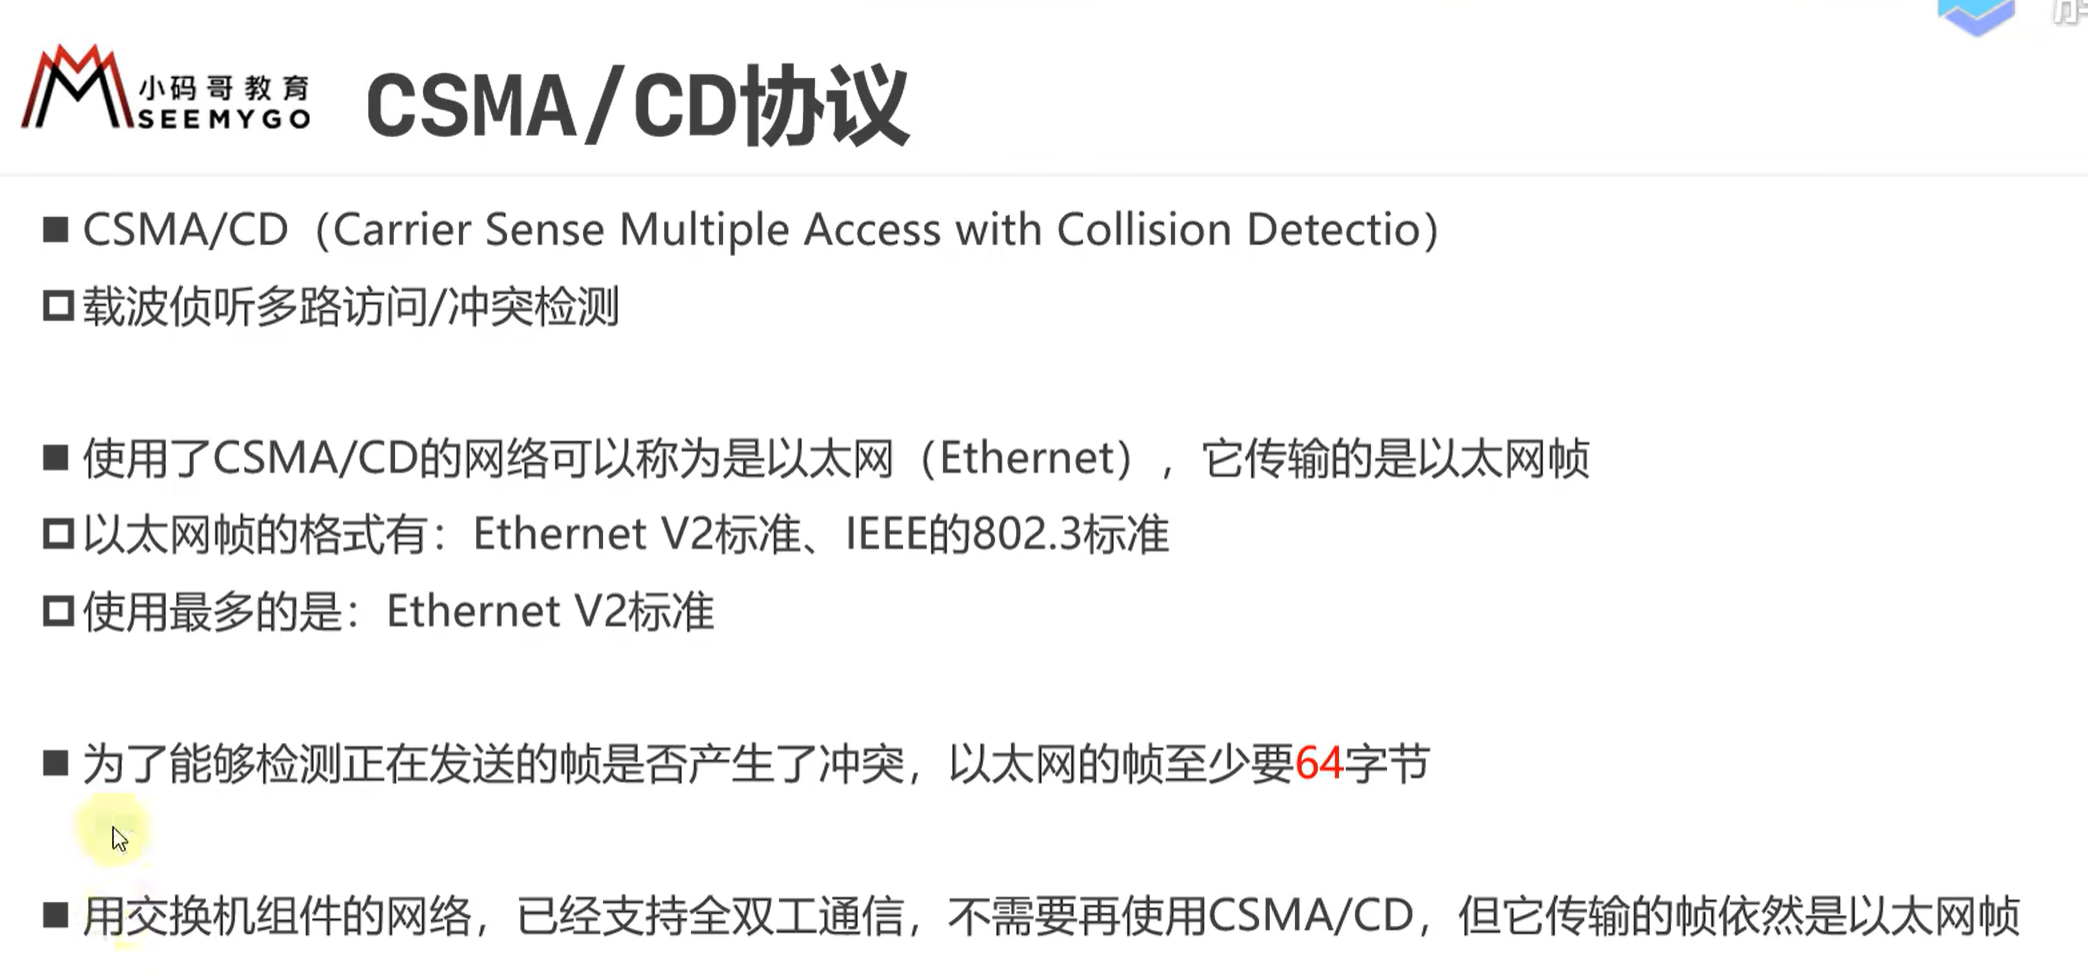 小码哥教育
SEEMYGO
CSMA/CD协议
CSMA/CD（Carrier Sense Multiple Access with Collision Detectio）
载波侦听多路访问/冲突检测
使用了CSMA/CD的网络可以称为是以太网（Ethernet），它传输的是以太网帧
以太网帧的格式有：Ethernet V2标准、IEEE的802.3标准
使用最多的是：Ethernet V2标准
为了能够检测正在发送的帧是否产生了冲突，以太网的帧至少要64字节
用交换机组件的网络，已经支持全双工通信，不需要再使用CSMA/CD，但它传输的帧依然是以太网帧